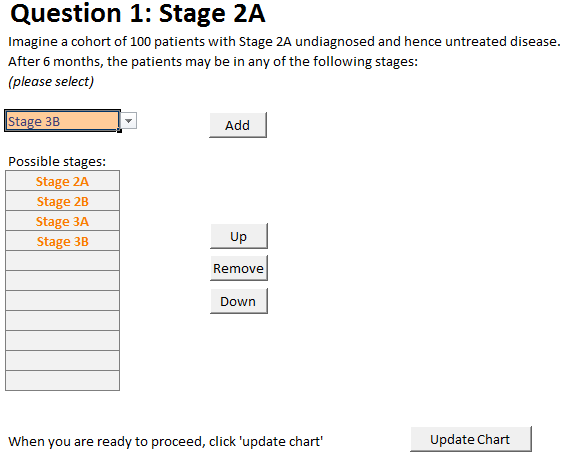 Question 1: Stage 2A
Imagine a cohort of 100 patients with Stage 2A undiagnosed and hence untreated disease.
After 6 months, the patients may be in any of the following stages:
(please select)
Stage 3B
Add
Possible stages:
Stage 2A
Stage 2B
Stage 3A
Stage 3B
Up
Remove
Down
When you are ready to proceed, click 'update chart'
Update Chart